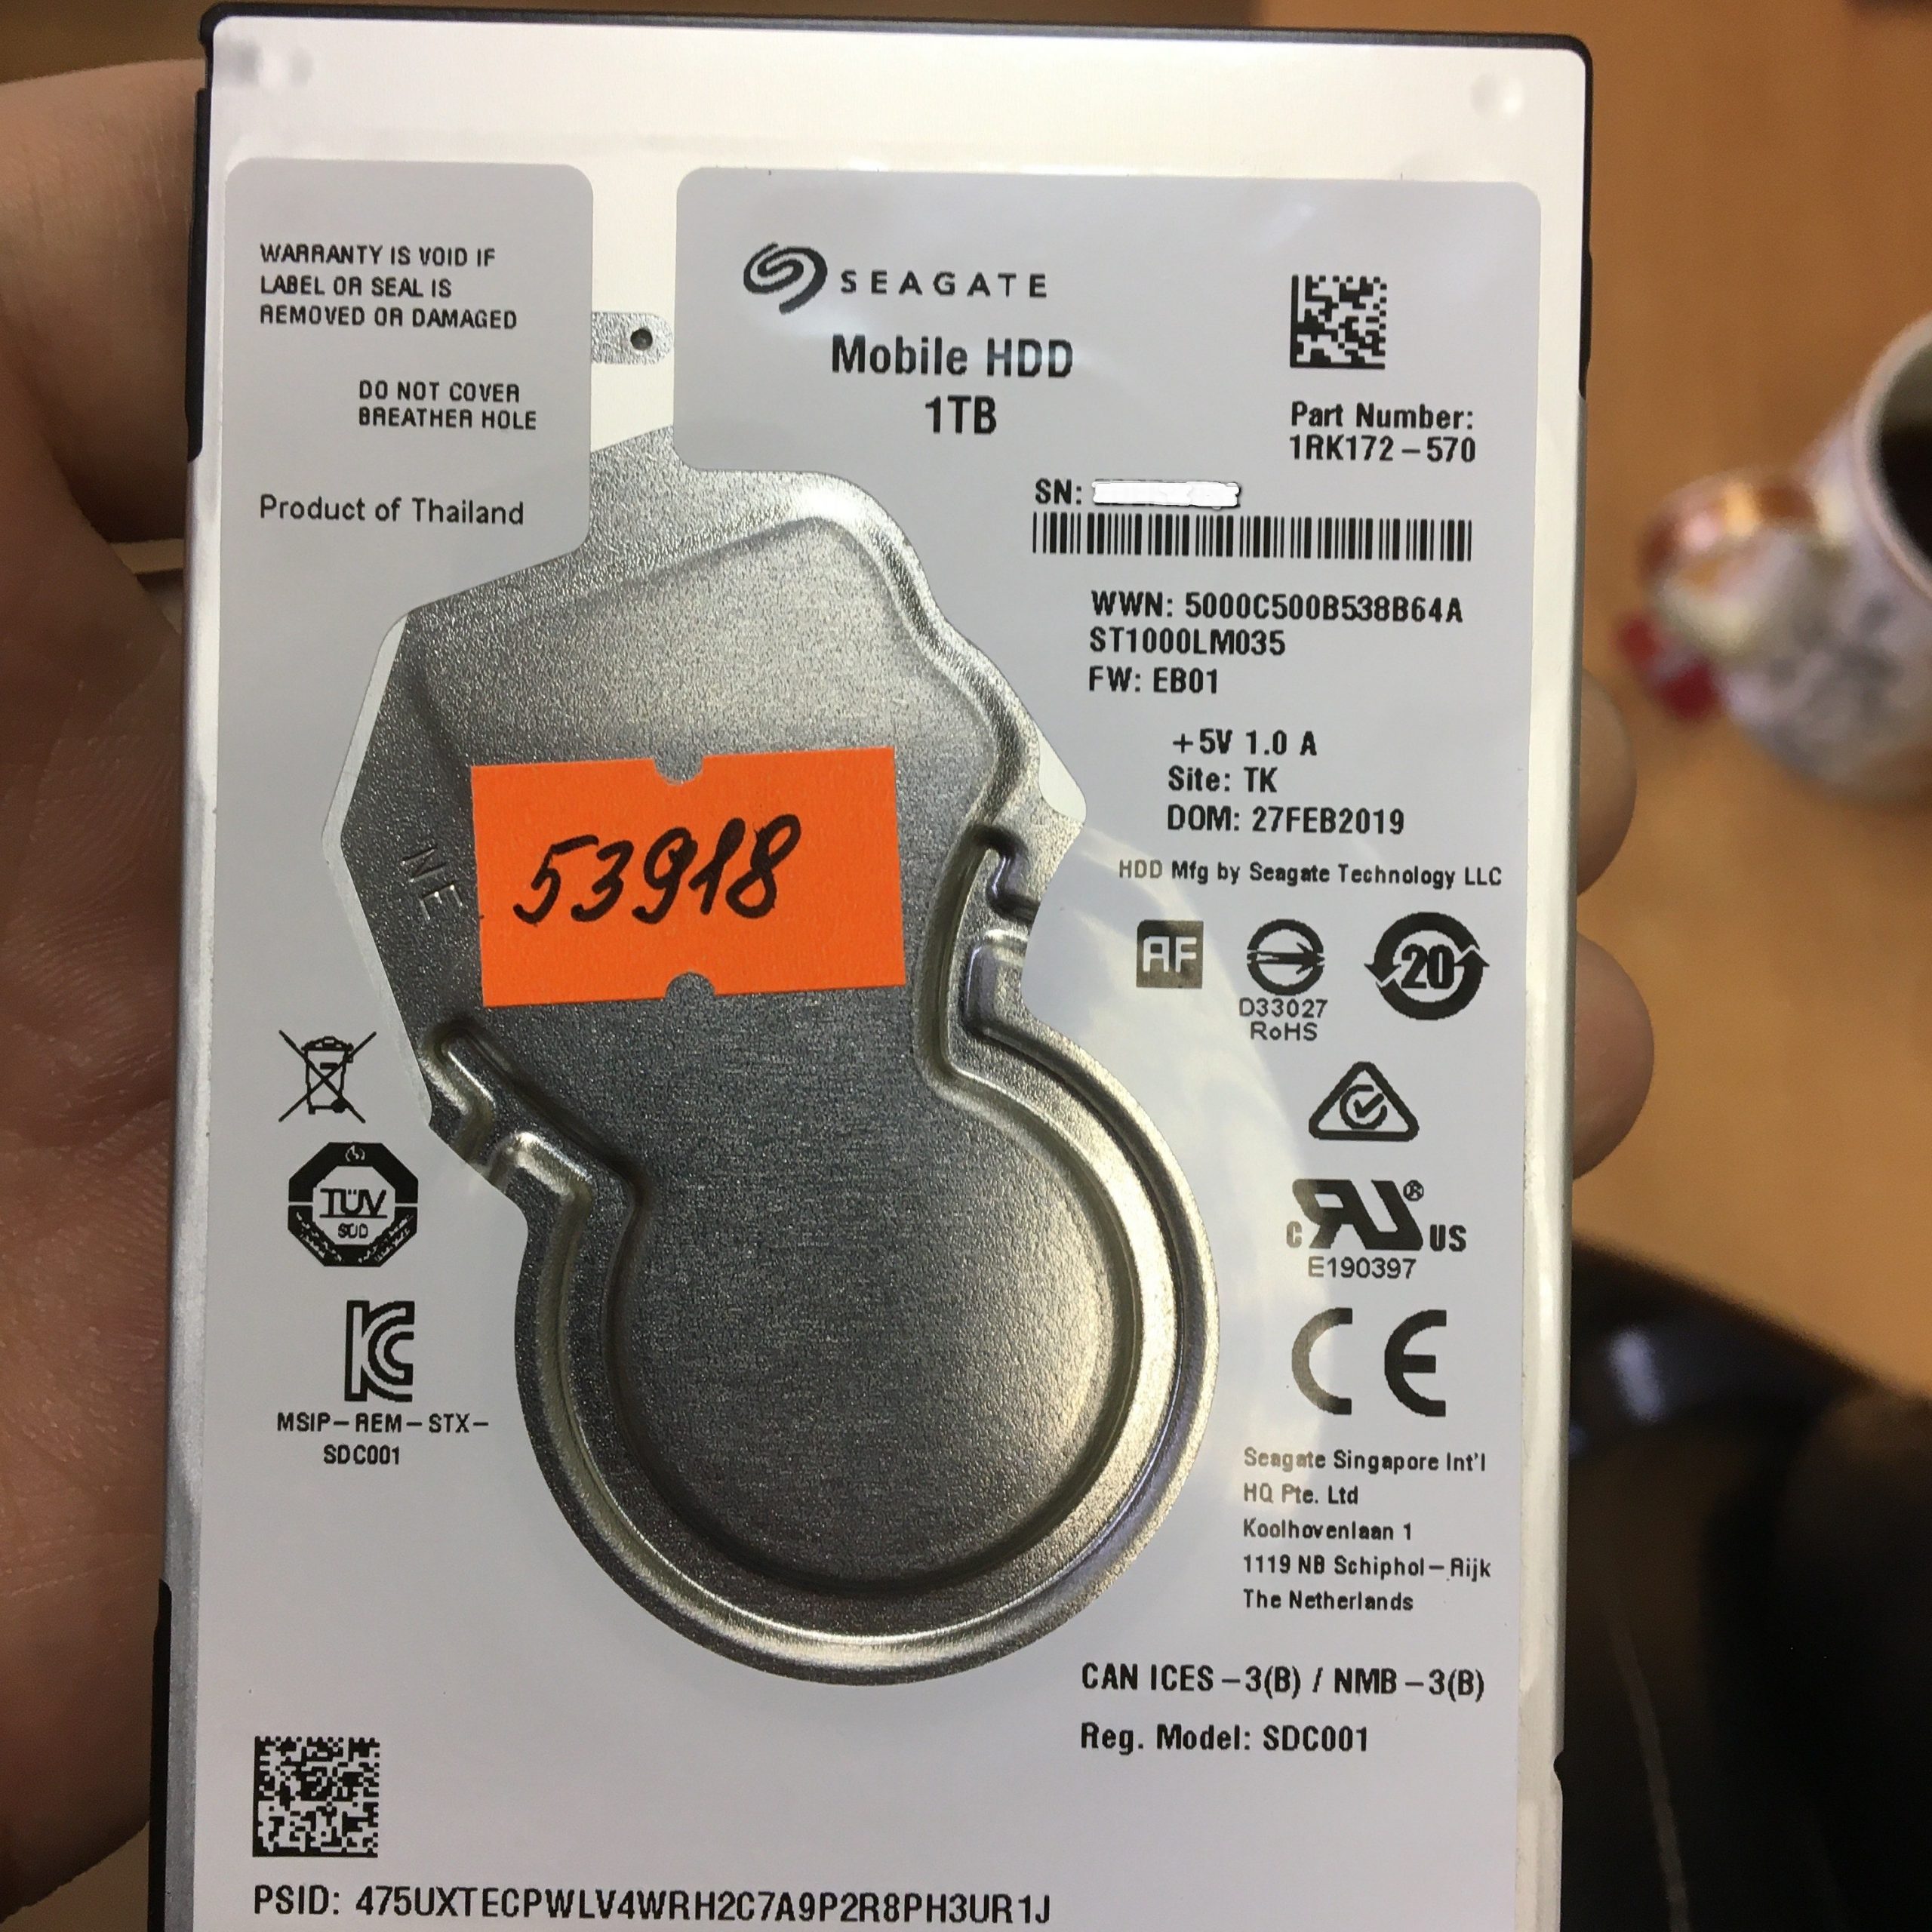 WARRANTY IS VOID IF
LABEL OR SEAL IS
REMOVED OR DAMAGED
DO NOT COVER
BREATHER HOLE
Product of Thailand
SEAGATE
Mobile HDD
1TB
Part Number:
1RK172-570
SN:
WWN: 5000C500B538B64A
ST1000LM035
FW: EB01
+5V 1.0 A
Site: TK
DOM: 27FEB2019
HDD Mfg by Seagate Technology LLC
NE
53918
AF
D33027
RoHS
20
TÜV
SÜD
KC
MSIP-REM-STX-
SDC001
C RU® US
E190397
CE
Seagate Singapore Int'l
HQ Pte. Ltd
Koolhovenlaan 1
1119 NB Schiphol-Rijk
The Netherlands
CAN ICES-3(B) / NMB-3(B)
Reg. Model: SDC001
PSID: 475UXTECPWLV4WRH2C7A9P2R8PH3UR1J